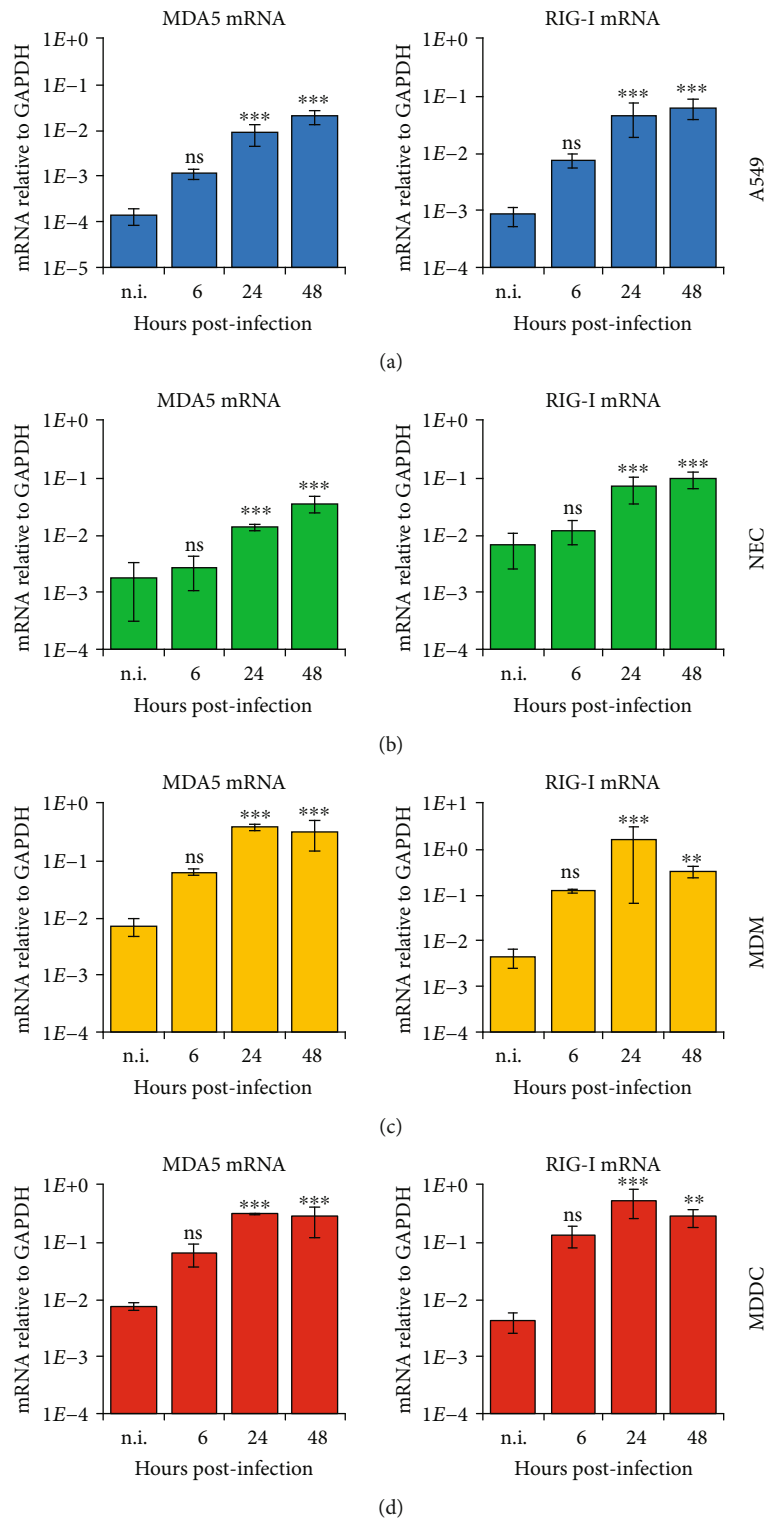 MDA5 mRNA
mRNA relative to GAPDH
1E+0
1E−1
1E−2
1E−3
1E−4
1E−5
ns
***
***
n.i.
6
24
48
Hours post-infection
RIG-I mRNA
mRNA relative to GAPDH
1E+0
1E−1
1E−2
1E−3
1E−4
ns
***
***
n.i.
6
24
48
Hours post-infection
A549
(a)
MDA5 mRNA
mRNA relative to GAPDH
1E+0
1E−1
1E−2
1E−3
1E−4
ns
***
***
n.i.
6
24
48
Hours post-infection
RIG-I mRNA
mRNA relative to GAPDH
1E+0
1E−1
1E−2
1E−3
1E−4
ns
***
***
n.i.
6
24
48
Hours post-infection
NEC
(b)
MDA5 mRNA
mRNA relative to GAPDH
1E+0
1E−1
1E−2
1E−3
1E−4
ns
***
***
n.i.
6
24
48
Hours post-infection
RIG-I mRNA
mRNA relative to GAPDH
1E+1
1E+0
1E−1
1E−2
1E−3
1E−4
ns
***
**
n.i.
6
24
48
Hours post-infection
MDM
(c)
MDA5 mRNA
mRNA relative to GAPDH
1E+0
1E−1
1E−2
1E−3
1E−4
ns
***
***
n.i.
6
24
48
Hours post-infection
RIG-I mRNA
mRNA relative to GAPDH
1E+0
1E−1
1E−2
1E−3
1E−4
ns
***
**
n.i.
6
24
48
Hours post-infection
MDDC
(d)